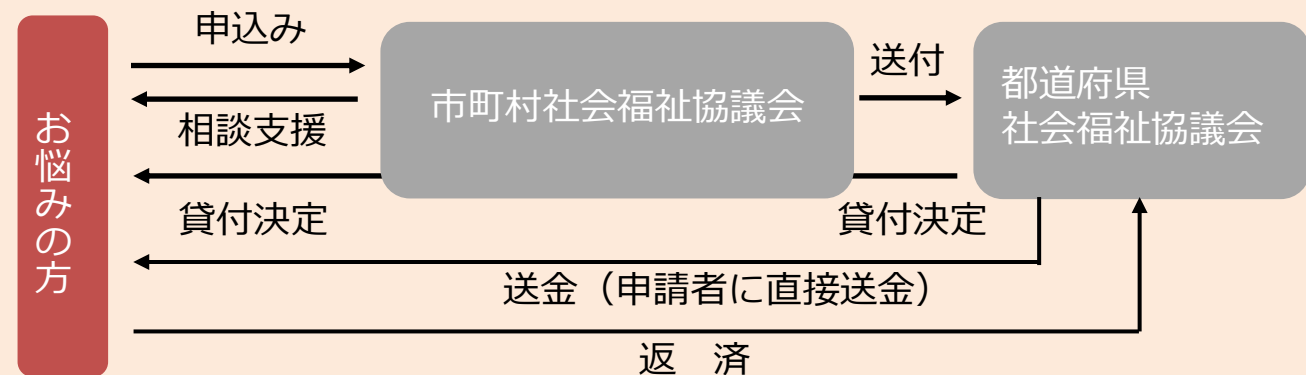 お悩みの方
申込み
相談支援
市町村社会福祉協議会
送付
都道府県
社会福祉協議会
貸付決定
貸付決定
送金（申請者に直接送金）
返　済